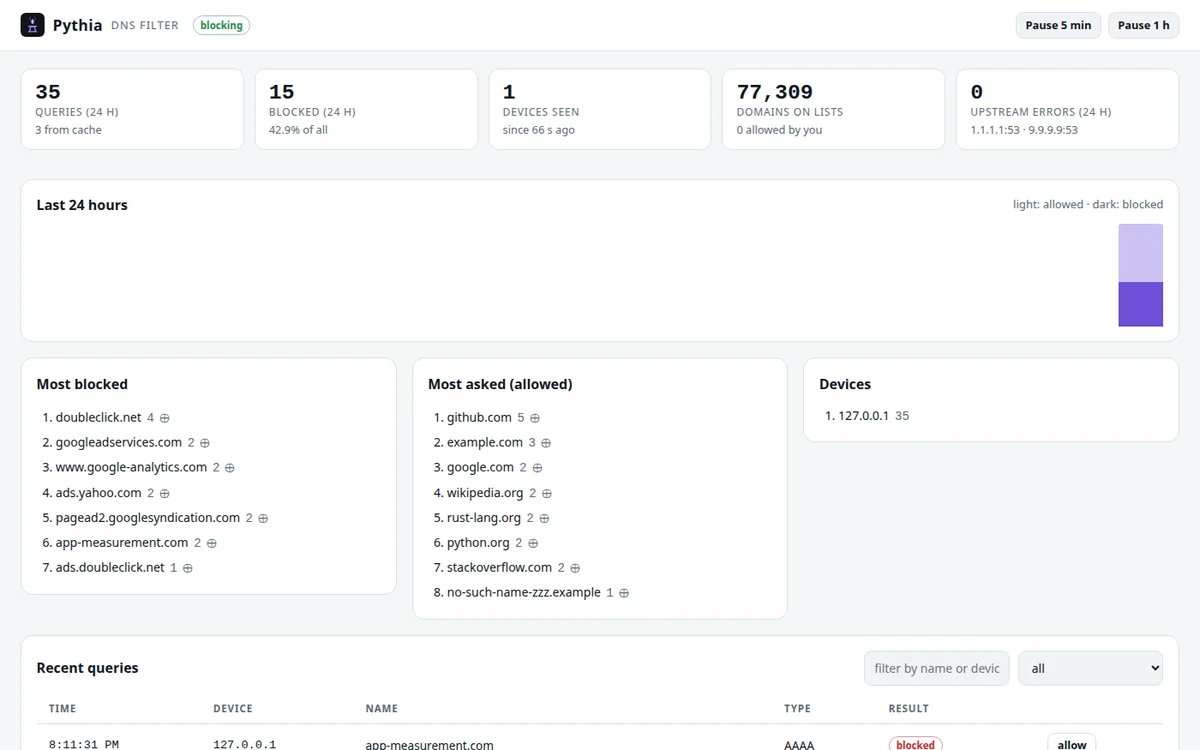 Pythia DNS FILTER blocking Pause 5 min Pause 1 h
35
QUERIES (24 H)
3 from cache
15
BLOCKED (24 H)
42.9% of all
1
DEVICES SEEN
since 66 s ago
77,309
DOMAINS ON LISTS
0 allowed by you
0
UPSTREAM ERRORS (24 H)
1.1.1.1:53 · 9.9.9.9:53
Last 24 hours light: allowed · dark: blocked
Most blocked
1. doubleclick.net 4
2. googleadservices.com 2
3. www.google-analytics.com 2
4. ads.yahoo.com 2
5. pagead2.googlesyndication.com 2
6. app-measurement.com 2
7. ads.doubleclick.net 1
Most asked (allowed)
1. github.com 5
2. example.com 3
3. google.com 2
4. wikipedia.org 2
5. rust-lang.org 2
6. python.org 2
7. stackoverflow.com 2
8. no-such-name-zzz.example 1
Devices
1. 127.0.0.1 35
Recent queries filter by name or devic all
TIME DEVICE NAME TYPE RESULT
8:11:31 PM 127.0.0.1 app-measurement.com AAAA blocked allow